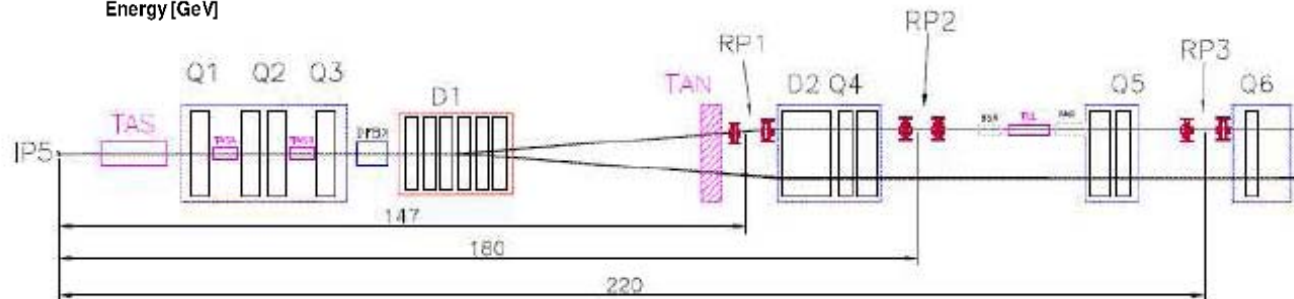 Energy [GeV]
RP1
RP2
RP3
Q1
Q2
Q3
D1
TAN
D2
Q4
Q5
Q6
TAS
IP5
147
180
220